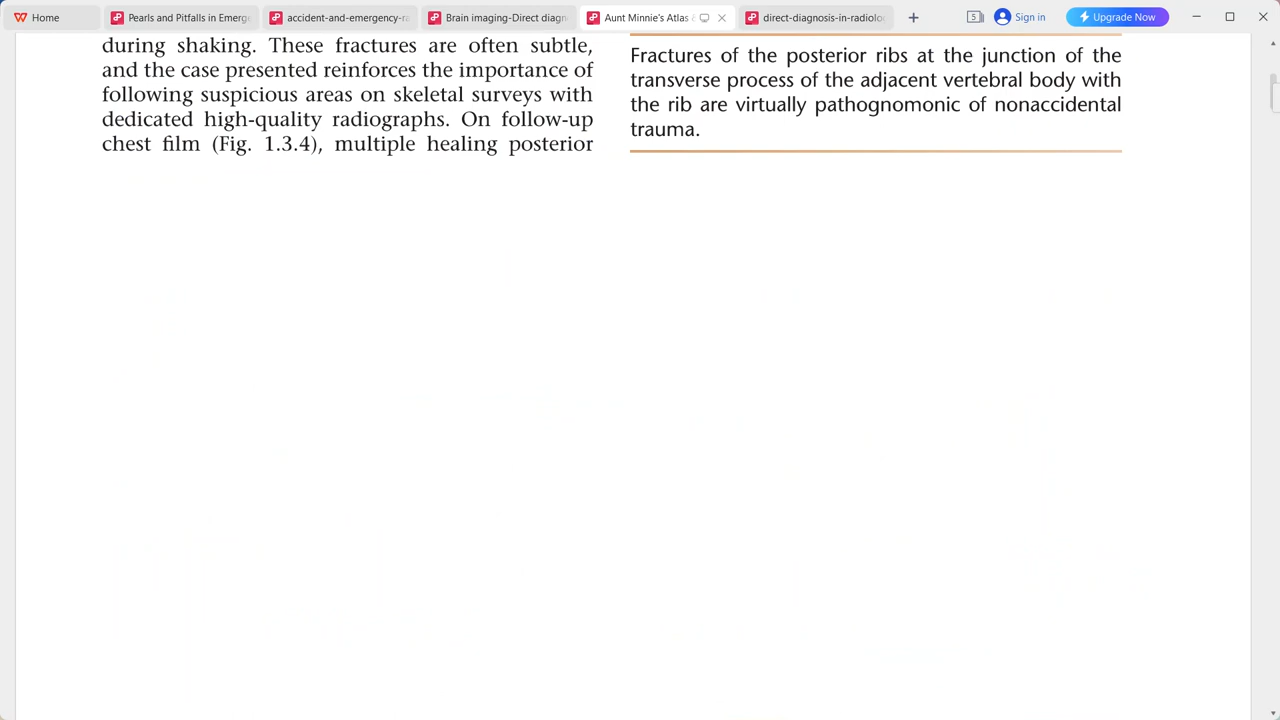 Home
Pearls and Pitfalls in Emerg
accident-and-emergency-ra
Brain imaging-Direct diagn
Aunt Minnie's Atlas
direct-diagnosis-in-radiolo
5
Sign in
Upgrade Now
during shaking. These fractures are often subtle,
and the case presented reinforces the importance of
following suspicious areas on skeletal surveys with
dedicated high-quality radiographs. On follow-up
chest film (Fig. 1.3.4), multiple healing posterior
Fractures of the posterior ribs at the junction of the
transverse process of the adjacent vertebral body with
the rib are virtually pathognomonic of nonaccidental
trauma.